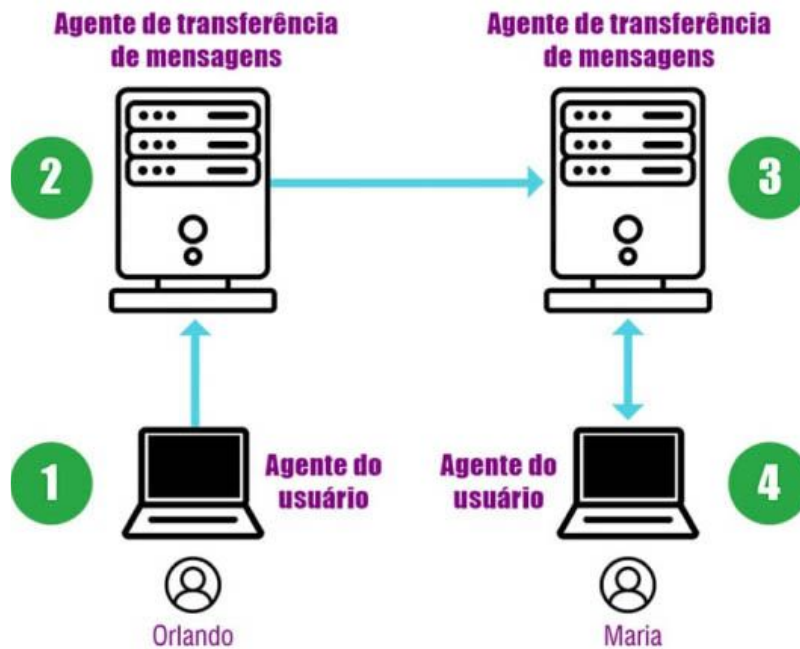 Agente de transferência
de mensagens
Agente de transferência
de mensagens
2
3
1
Agente do
usuário
Agente do
usuário
4
Orlando
Maria